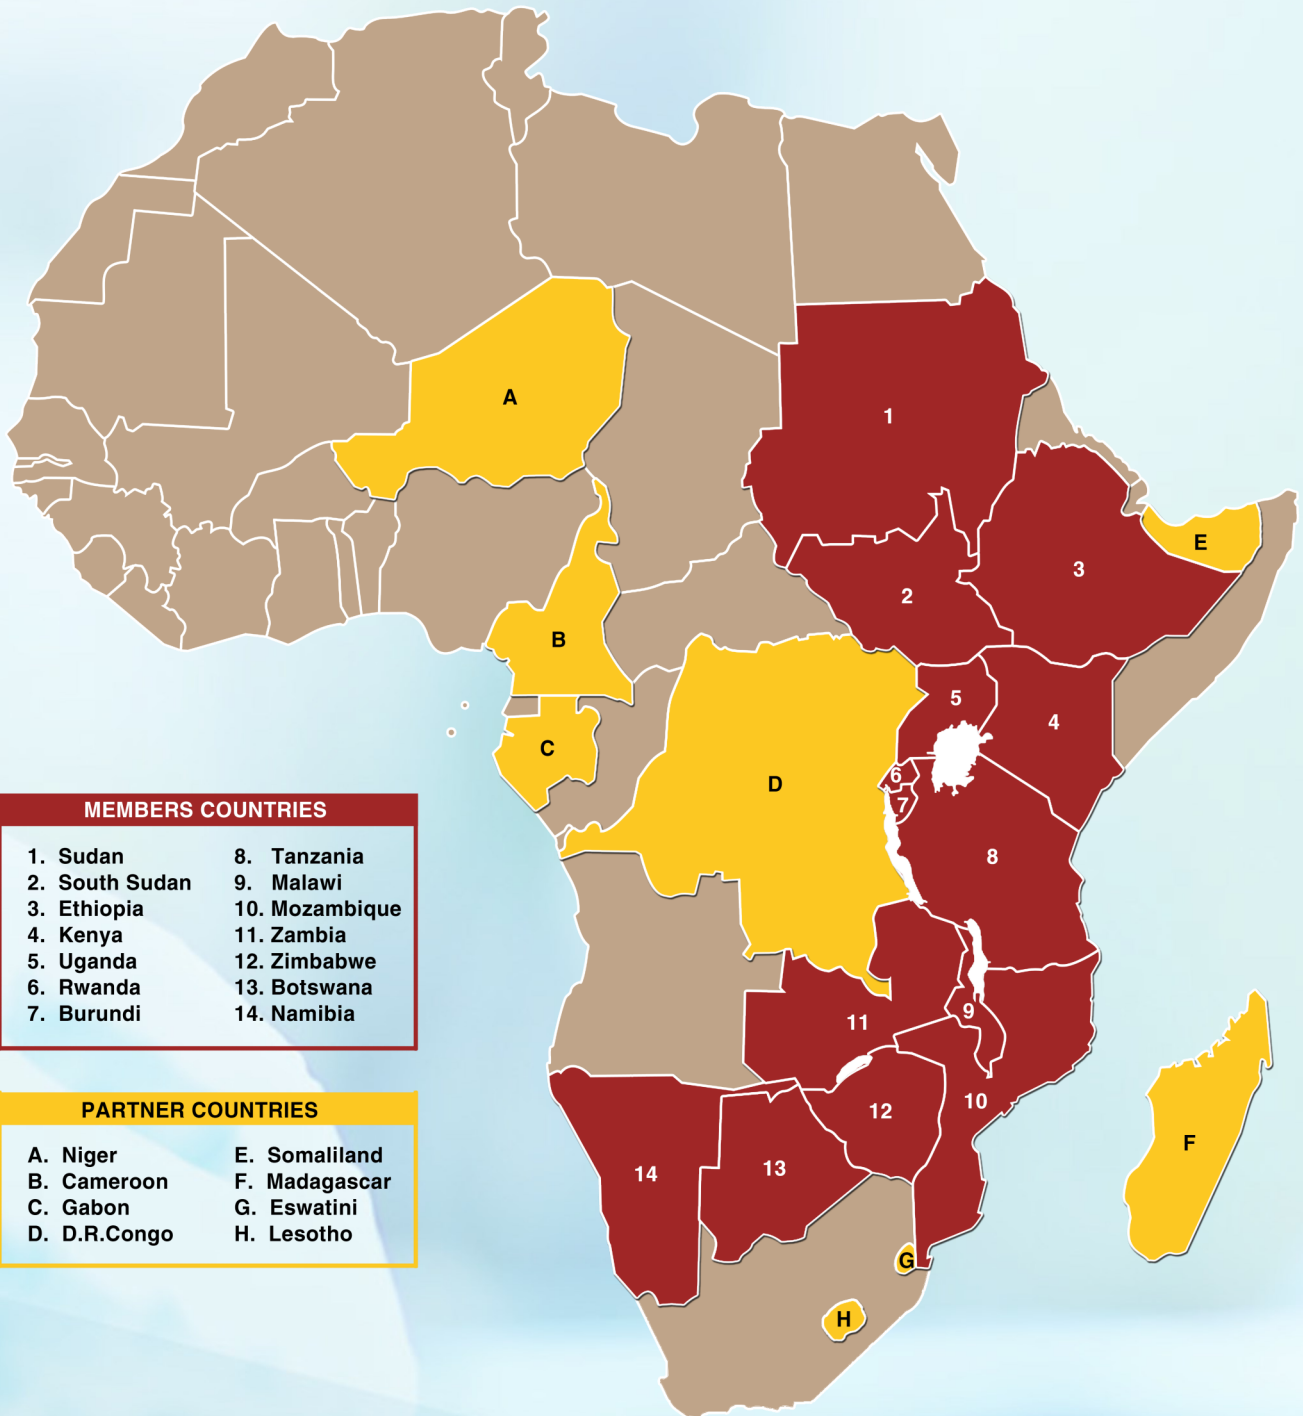 A
1
E
3
2
B
5
4
C
6
D
7
8
9
11
10
12
F
13
14
G
H
MEMBERS COUNTRIES
1. Sudan
2. South Sudan
3. Ethiopia
4. Kenya
5. Uganda
6. Rwanda
7. Burundi
8. Tanzania
9. Malawi
10. Mozambique
11. Zambia
12. Zimbabwe
13. Botswana
14. Namibia
PARTNER COUNTRIES
A. Niger
B. Cameroon
C. Gabon
D. D.R.Congo
E. Somaliland
F. Madagascar
G. Eswatini
H. Lesotho